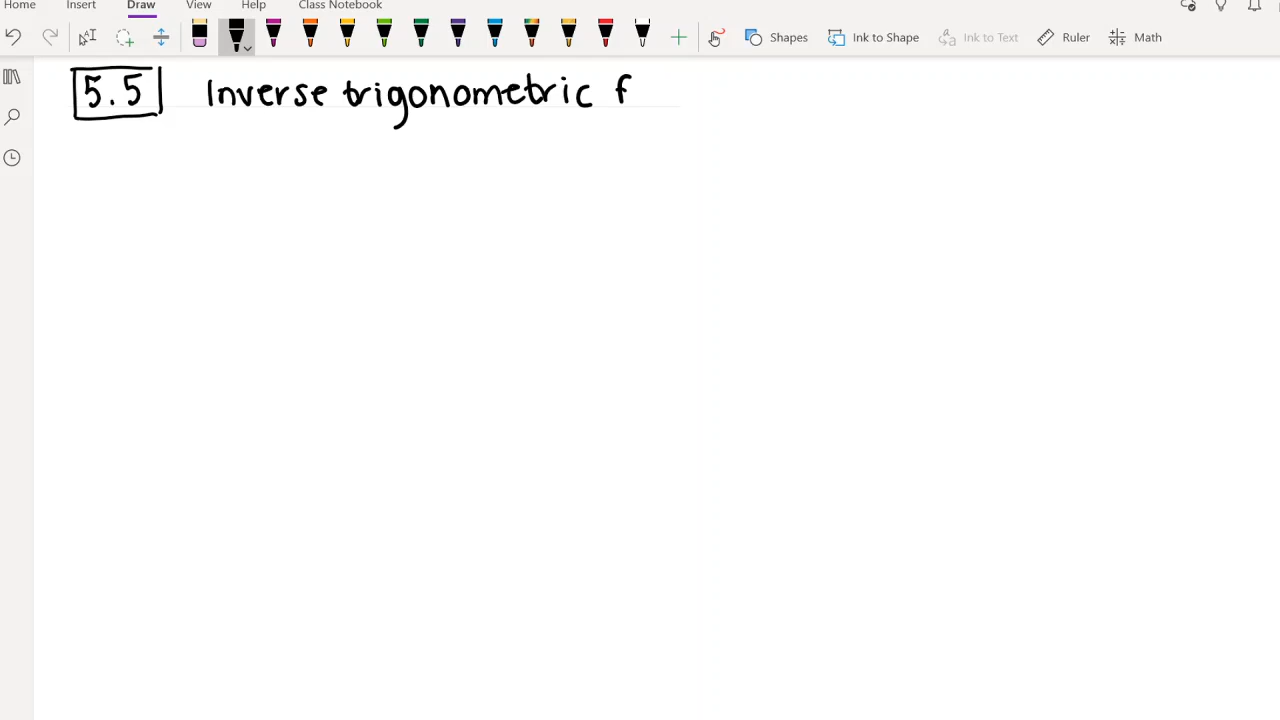 Home Insert Draw View Help Class Notebook
Shapes Ink to Shape Ink to Text Ruler Math
5.5 Inverse trigonometric f